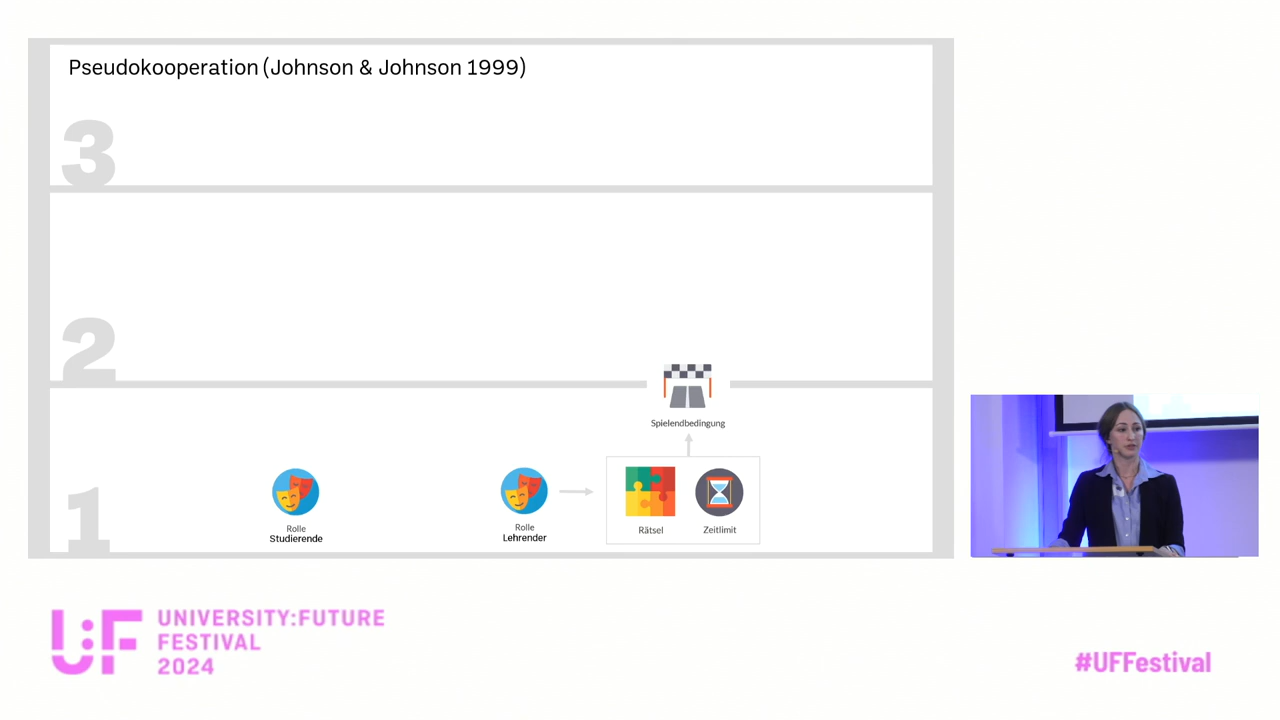 Pseudokooperation (Johnson & Johnson 1999)
3
2
Spielendbedingung
1
Rolle
Studierende
Rolle
Lehrender
Rätsel
Zeitlimit
U:F
UNIVERSITY:FUTURE
FESTIVAL
2024
#UFFestival